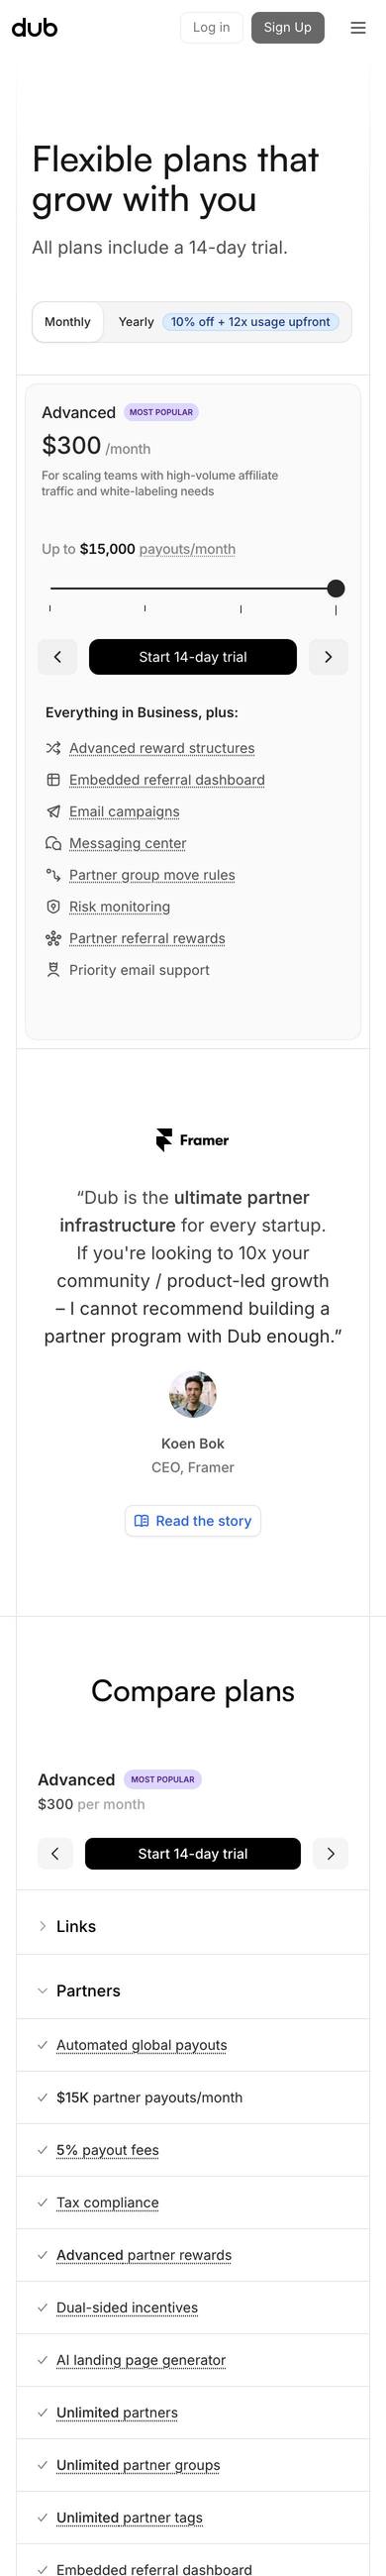 dub
Log in
Sign Up
Flexible plans that
grow with you
All plans include a 14-day trial.
Monthly
Yearly
10% off + 12x usage upfront
Advanced
MOST POPULAR
$300 /month
For scaling teams with high-volume affiliate
traffic and white-labeling needs
Up to $15,000 payouts/month
Start 14-day trial
Everything in Business, plus:
Advanced reward structures
Embedded referral dashboard
Email campaigns
Messaging center
Partner group move rules
Risk monitoring
Partner referral rewards
Priority email support
Framer
“Dub is the ultimate partner
infrastructure for every startup.
If you're looking to 10x your
community / product-led growth
– I cannot recommend building a
partner program with Dub enough.”
Koen Bok
CEO, Framer
Read the story
Compare plans
Advanced
MOST POPULAR
$300 per month
Start 14-day trial
Links
Partners
Automated global payouts
$15K partner payouts/month
5% payout fees
Tax compliance
Advanced partner rewards
Dual-sided incentives
AI landing page generator
Unlimited partners
Unlimited partner groups
Unlimited partner tags
Embedded referral dashboard